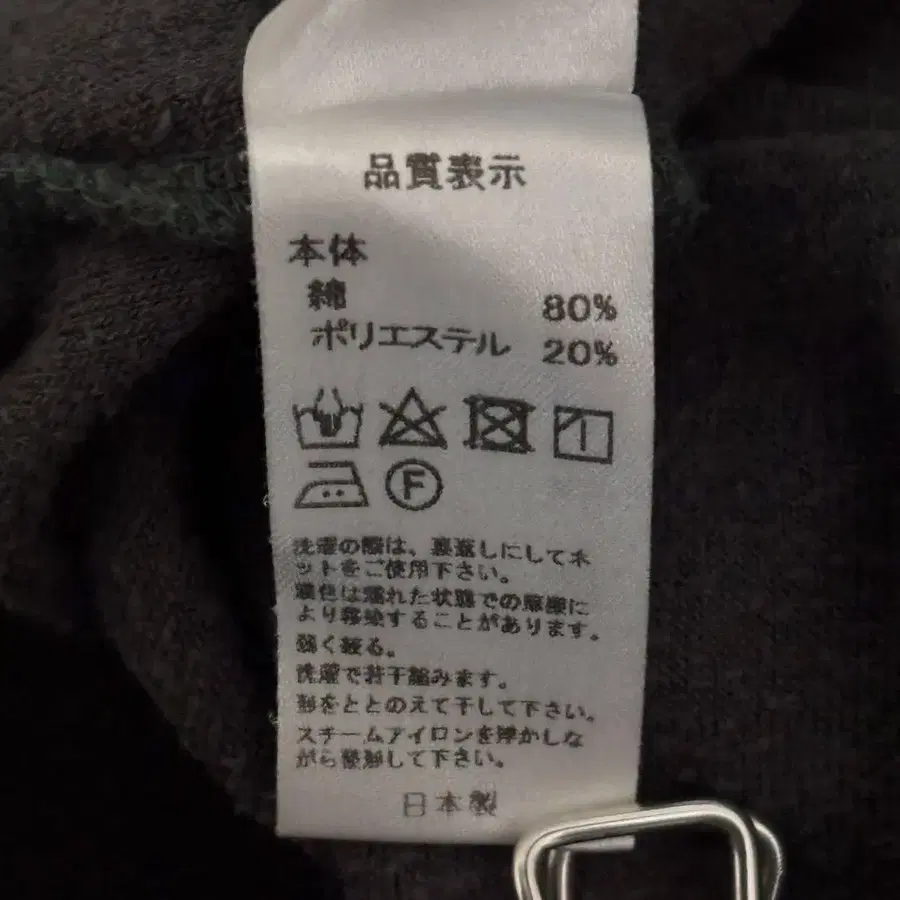 品質表示
本体
綿 80%
ポリエステル 20%
F
洗濯の際は、裏返しにしてネ
ットをご使用下さい。
濃色は濡れた状態での摩擦に
より移染することがあります。
弱く絞る。
洗濯で若干縮みます。
形をととのえて干して下さい。
スチームアイロンを浮かしな
がら整形して下さい。
日本製